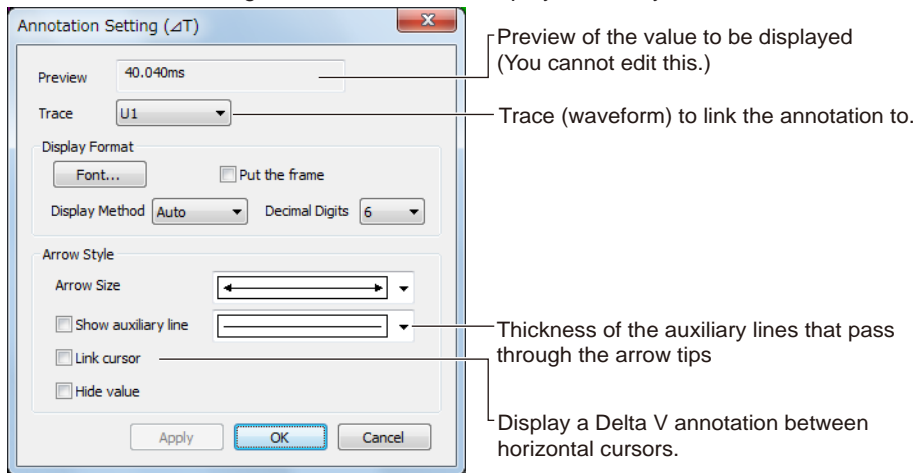 Annotation Setting (⊿T)
Preview of the value to be displayed
(You cannot edit this.)
Preview 40.040ms
Trace U1
Trace (waveform) to link the annotation to.
Display Format
Font... Put the frame
Display Method Auto Decimal Digits 6
Arrow Style
Arrow Size
Show auxiliary line
Thickness of the auxiliary lines that pass
through the arrow tips
Link cursor
Hide value
Display a Delta V annotation between
horizontal cursors.
Apply OK Cancel